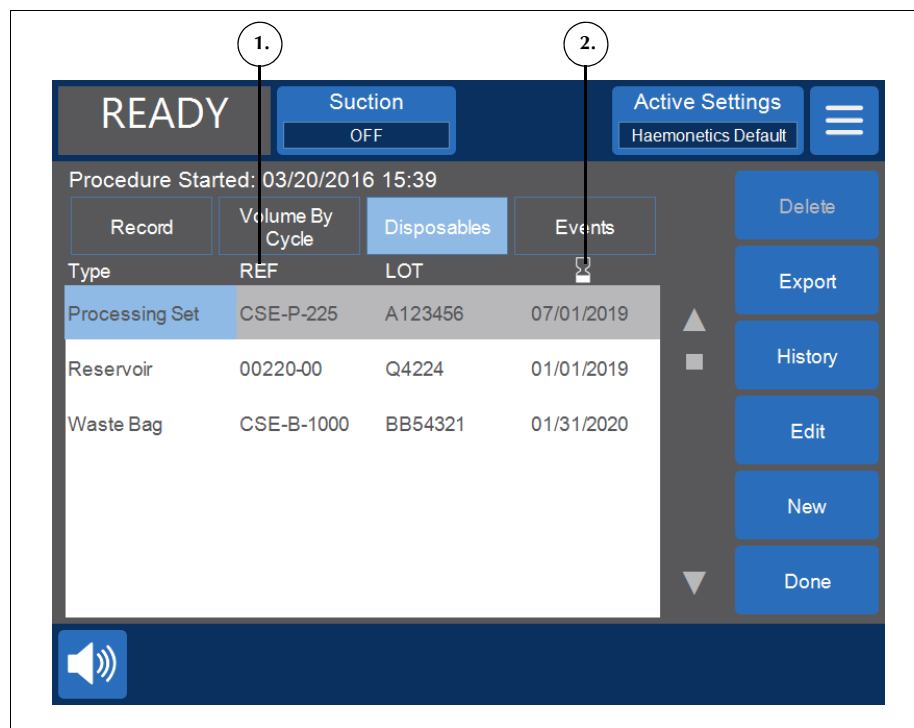 1. 2.
READY Suction Active Settings
OFF Haemonetics Default
Procedure Started: 03/20/2016 15:39
Record Volume By Cycle Disposables Events
Type REF LOT
Processing Set CSE-P-225 A123456 07/01/2019
Reservoir 00220-00 Q4224 01/01/2019
Waste Bag CSE-B-1000 BB54321 01/31/2020
Delete
Export
History
Edit
New
Done